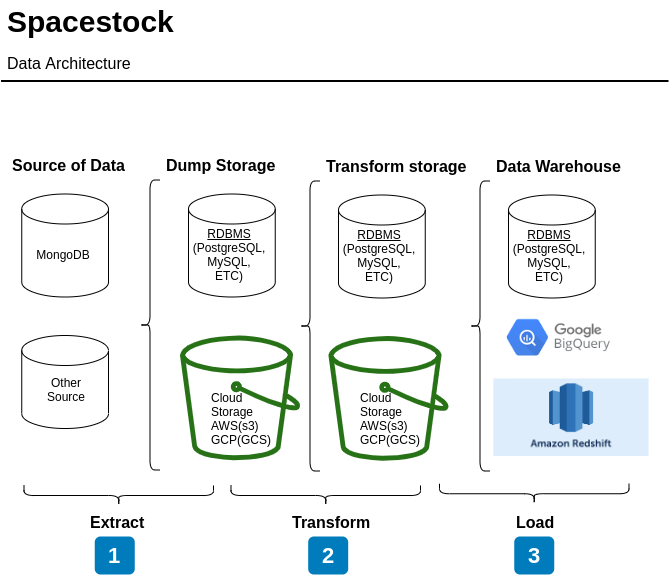 Spacestock
Data Architecture
Source of Data
Dump Storage
Transform storage
Data Warehouse
MongoDB
RDBMS
(PostgreSQL,
MySQL,
ETC)
RDBMS
(PostgreSQL,
MySQL,
ETC)
RDBMS
(PostgreSQL,
MySQL,
ETC)
Other
Source
Cloud
Storage
AWS(s3)
GCP(GCS)
Cloud
Storage
AWS(s3)
GCP(GCS)
Google
BigQuery
Amazon Redshift
Extract
Transform
Load
1
2
3